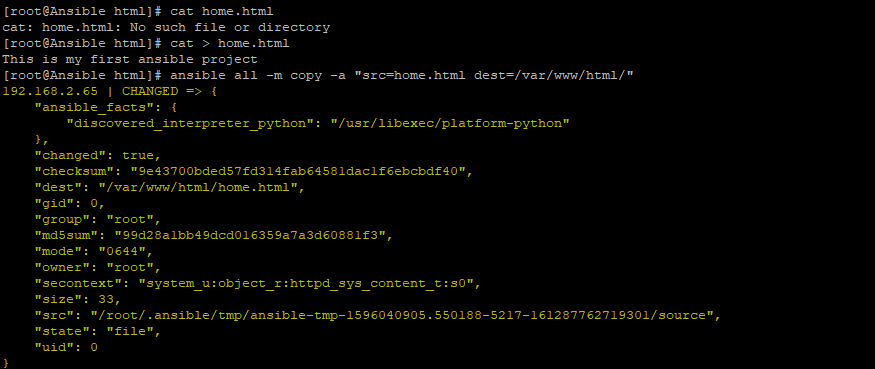 [root@Ansible html]# cat home.html
cat: home.html: No such file or directory
[root@Ansible html]# cat > home.html
This is my first ansible project
[root@Ansible html]# ansible all -m copy -a "src=home.html dest=/var/www/html/"
192.168.2.65 | CHANGED => {
    "ansible_facts": {
        "discovered_interpreter_python": "/usr/libexec/platform-python"
    },
    "changed": true,
    "checksum": "9e43700bded57fd314fab64581dac1f6ebcbdf40",
    "dest": "/var/www/html/home.html",
    "gid": 0,
    "group": "root",
    "md5sum": "99d28a1bb49dcd016359a7a3d60881f3",
    "mode": "0644",
    "owner": "root",
    "secontext": "system_u:object_r:httpd_sys_content_t:s0",
    "size": 33,
    "src": "/root/.ansible/tmp/ansible-tmp-1596040905.550188-5217-161287762719301/source",
    "state": "file",
    "uid": 0
}